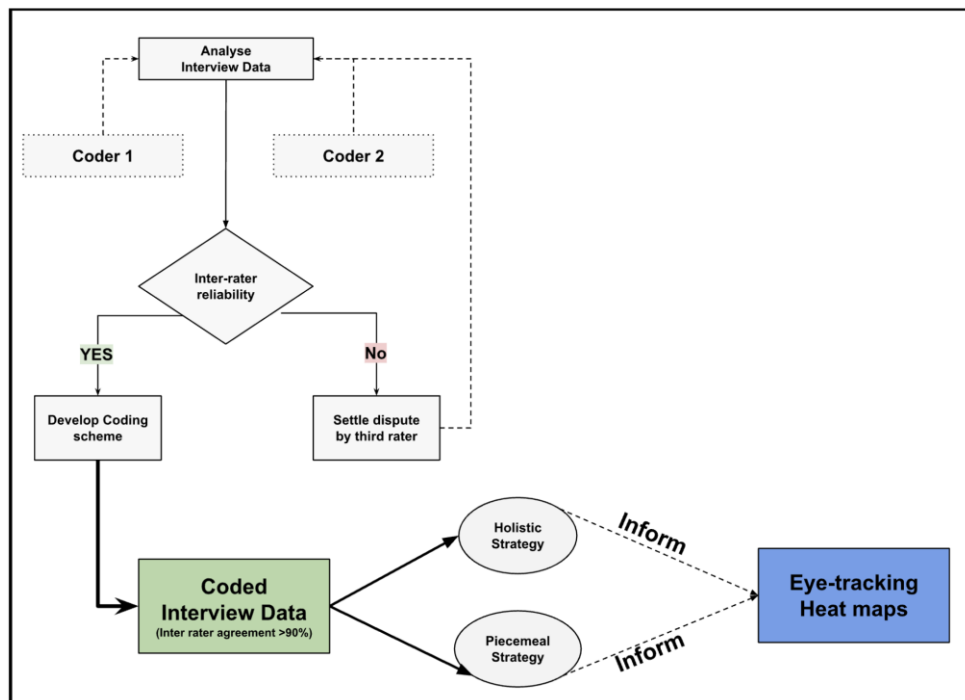 Analyse
Interview Data
Coder 1
Coder 2
Inter-rater
reliability
YES
No
Develop Coding
scheme
Settle dispute
by third rater
Holistic
Strategy
Inform
Coded
Interview Data
(Inter rater agreement >90%)
Eye-tracking
Heat maps
Piecemeal
Strategy
Inform